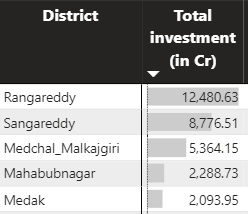 District Total investment (in Cr)
Rangareddy 12,480.63
Sangareddy 8,776.51
Medchal_Malkajgiri 5,364.15
Mahabubnagar 2,288.73
Medak 2,093.95